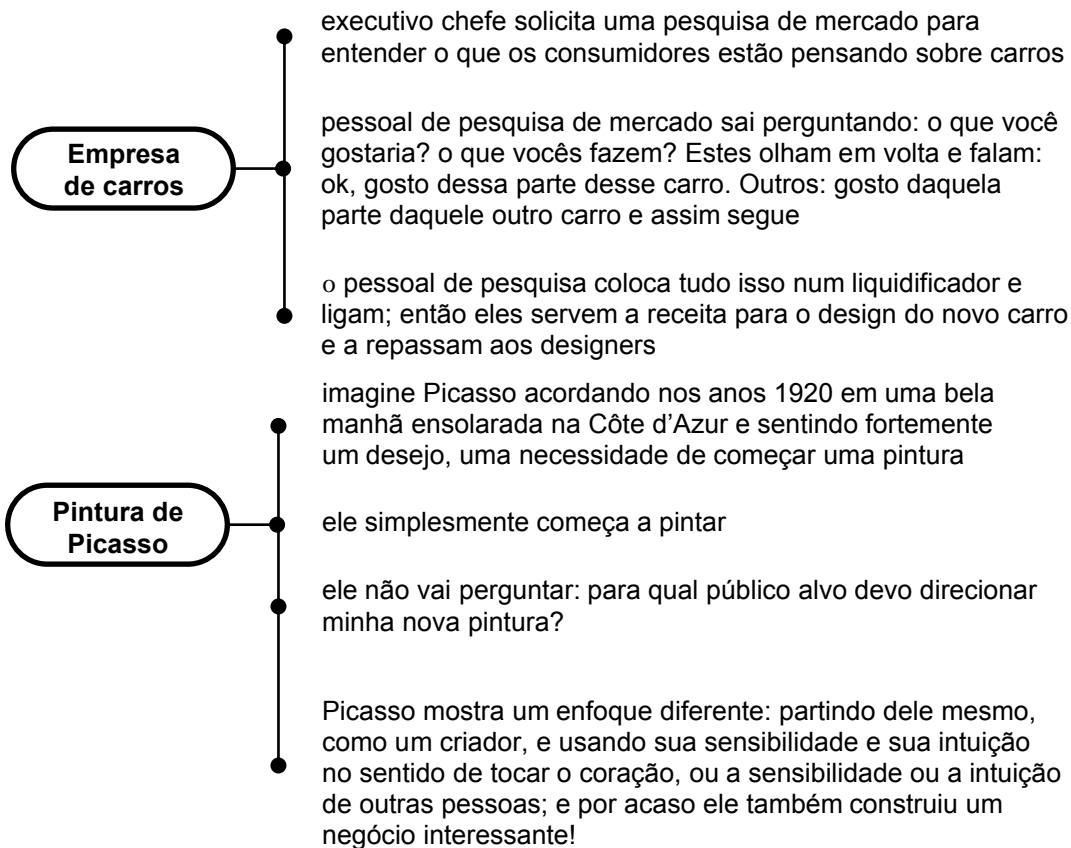 executivo chefe solicita uma pesquisa de mercado para
entender o que os consumidores estão pensando sobre carros
Empresa
de carros
pessoal de pesquisa de mercado sai perguntando: o que você
gostaria? o que vocês fazem? Estes olham em volta e falam:
ok, gosto dessa parte desse carro. Outros: gosto daquela
parte daquele outro carro e assim segue
o pessoal de pesquisa coloca tudo isso num liquidificador e
ligam; então eles servem a receita para o design do novo carro
e a repassam aos designers
imagine Picasso acordando nos anos 1920 em uma bela
manhã ensolarada na Côte d’Azur e sentindo fortemente
um desejo, uma necessidade de começar uma pintura
Pintura de
Picasso
ele simplesmente começa a pintar
ele não vai perguntar: para qual público alvo devo direcionar
minha nova pintura?
Picasso mostra um enfoque diferente: partindo dele mesmo,
como um criador, e usando sua sensibilidade e sua intuição
no sentido de tocar o coração, ou a sensibilidade ou a intuição
de outras pessoas; e por acaso ele também construiu um
negócio interessante!